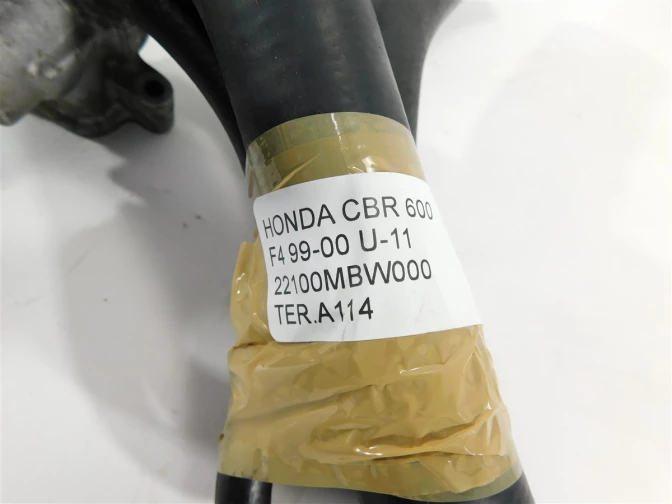 HONDA CBR 600
F4 99-00 U-11
22100MBW000
TER.A114